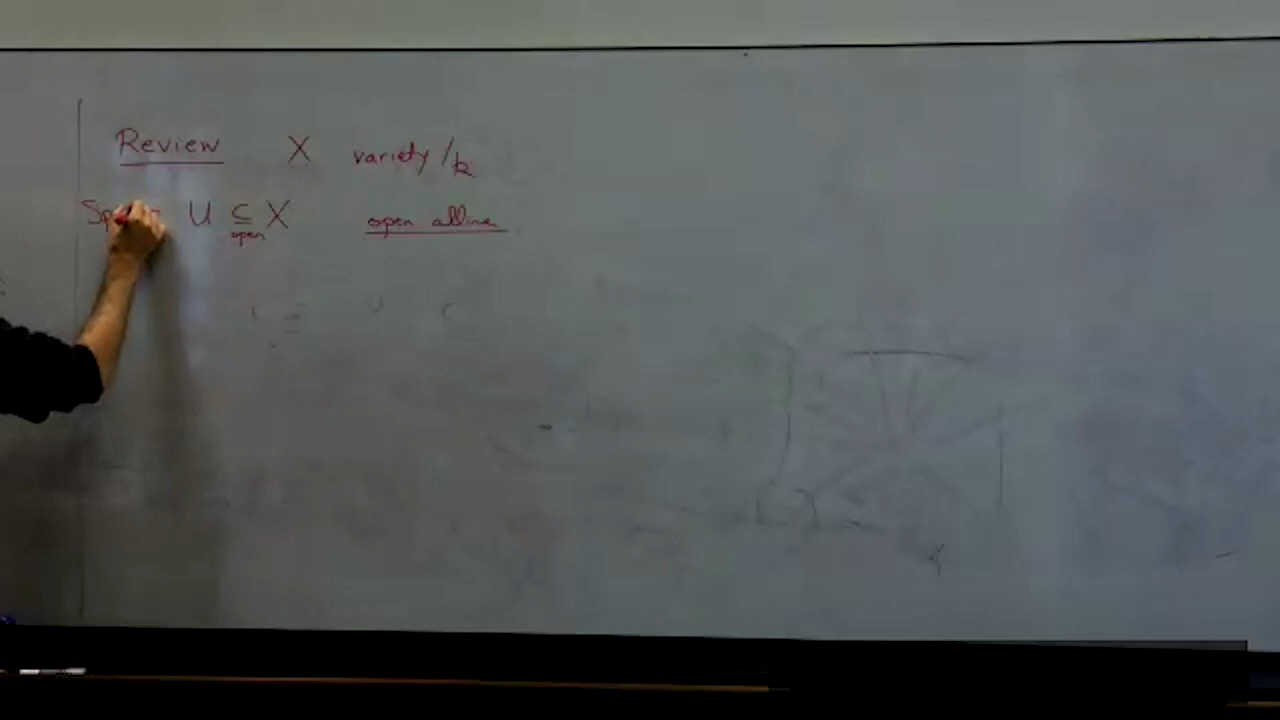 Review X variety /k
U ⊆ X open affine
open